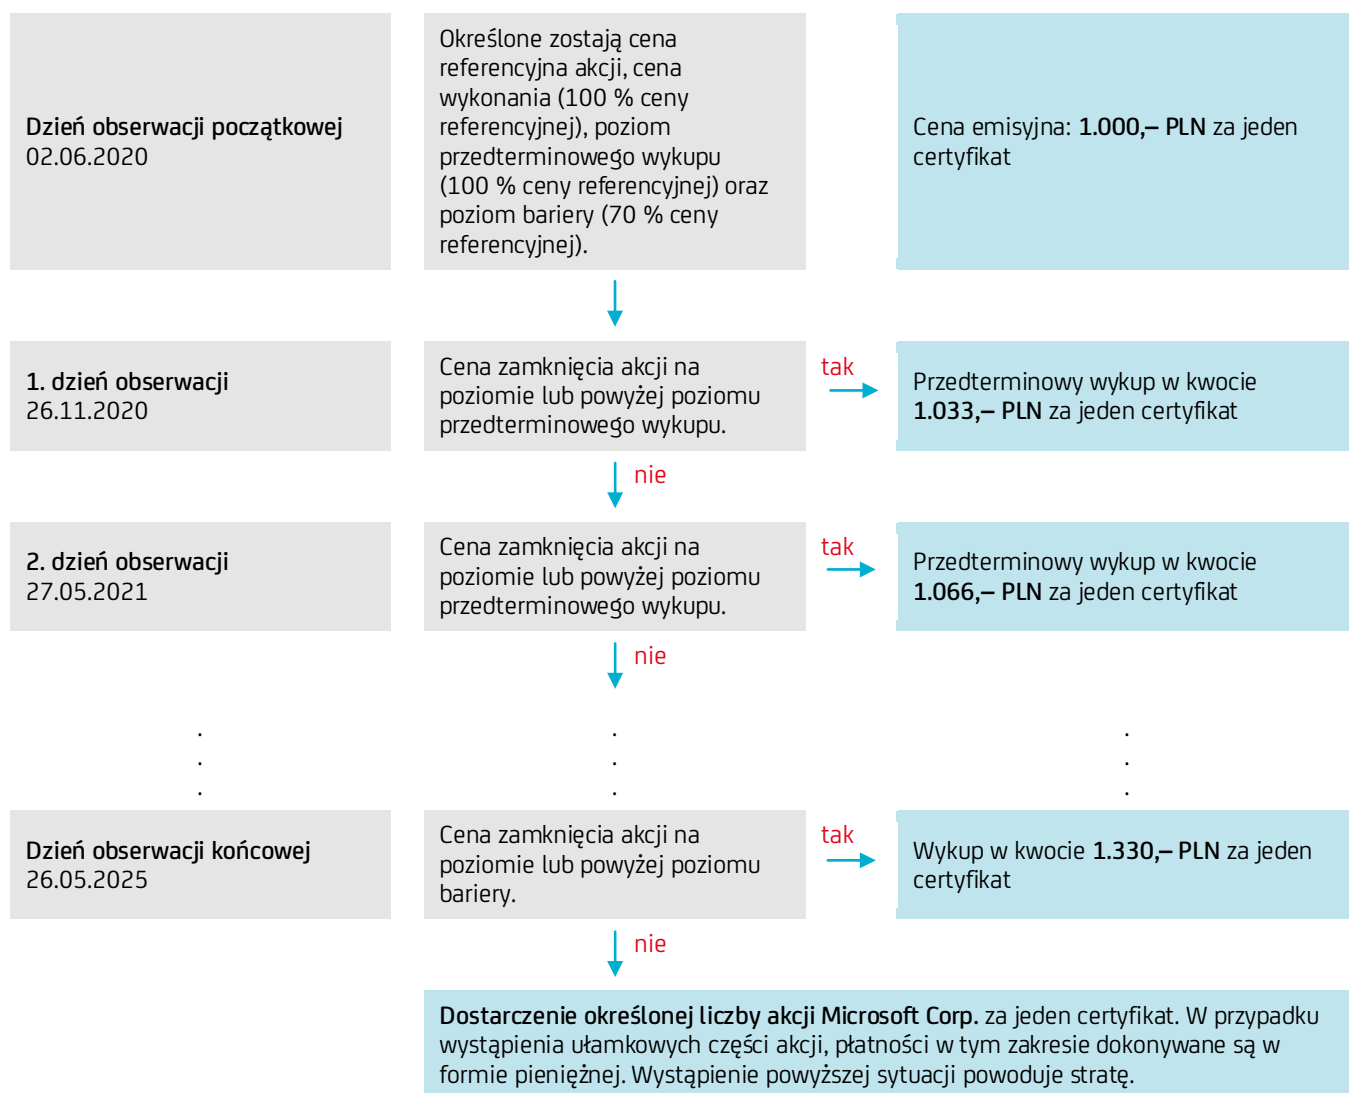 Dzień obserwacji początkowej
02.06.2020
Określone zostają cena
referencyjna akcji, cena
wykonania (100 % ceny
referencyjnej), poziom
przedterminowego wykupu
(100 % ceny referencyjnej) oraz
poziom bariery (70 % ceny
referencyjnej).
Cena emisyjna: 1.000,– PLN za jeden
certyfikat
1. dzień obserwacji
26.11.2020
Cena zamknięcia akcji na
poziomie lub powyżej poziomu
przedterminowego wykupu.
tak
Przedterminowy wykup w kwocie
1.033,– PLN za jeden certyfikat
nie
2. dzień obserwacji
27.05.2021
Cena zamknięcia akcji na
poziomie lub powyżej poziomu
przedterminowego wykupu.
tak
Przedterminowy wykup w kwocie
1.066,– PLN za jeden certyfikat
nie
. . .
. . .
. . .
Dzień obserwacji końcowej
26.05.2025
Cena zamknięcia akcji na
poziomie lub powyżej poziomu
bariery.
tak
Wykup w kwocie 1.330,– PLN za jeden
certyfikat
nie
Dostarczenie określonej liczby akcji Microsoft Corp. za jeden certyfikat. W przypadku
wystąpienia ułamkowych części akcji, płatności w tym zakresie dokonywane są w
formie pieniężnej. Wystąpienie powyższej sytuacji powoduje stratę.